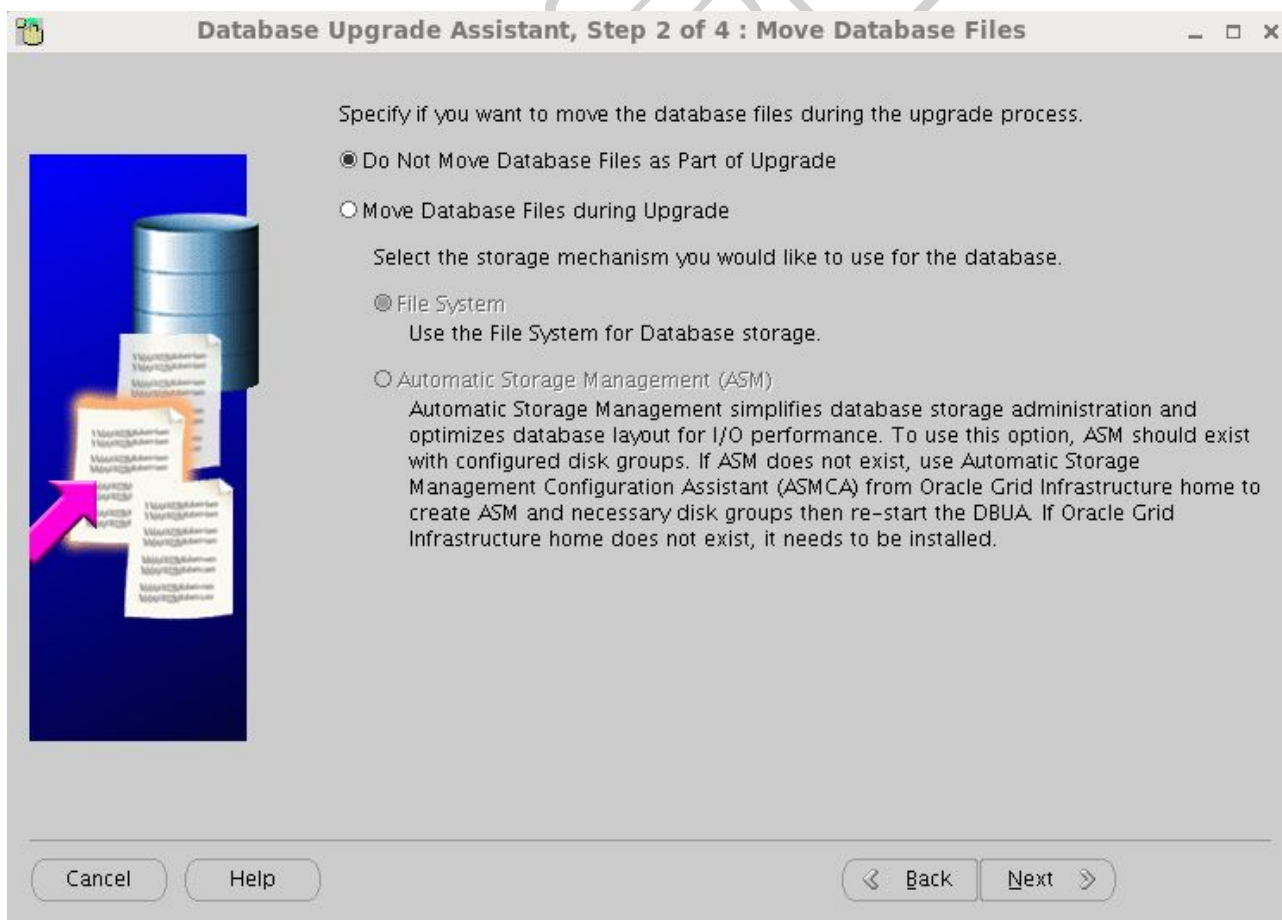 Database Upgrade Assistant, Step 2 of 4 : Move Database Files
Specify if you want to move the database files during the upgrade process.
Do Not Move Database Files as Part of Upgrade
Move Database Files during Upgrade
Select the storage mechanism you would like to use for the database.
File System
Use the File System for Database storage.
Automatic Storage Management (ASM)
Automatic Storage Management simplifies database storage administration and
optimizes database layout for I/O performance. To use this option, ASM should exist
with configured disk groups. If ASM does not exist, use Automatic Storage
Management Configuration Assistant (ASMCA) from Oracle Grid Infrastructure home to
create ASM and necessary disk groups then re-start the DBUA. If Oracle Grid
Infrastructure home does not exist, it needs to be installed.
Cancel Help Back Next